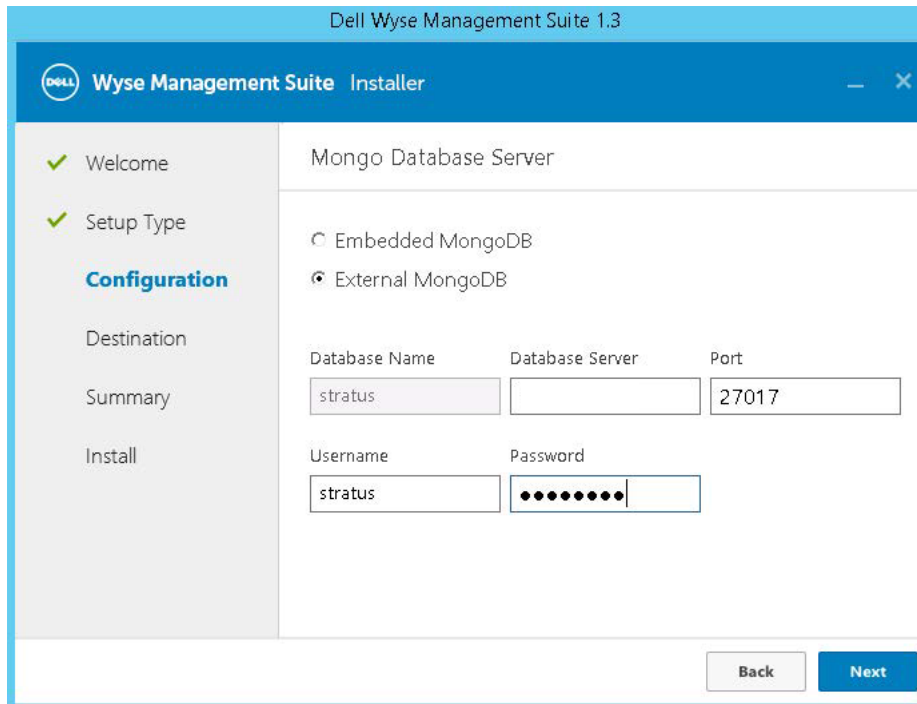 Dell Wyse Management Suite 1.3
DELL Wyse Management Suite Installer
Welcome
Setup Type
Configuration
Destination
Summary
Install
Mongo Database Server
Embedded MongoDB
External MongoDB
Database Name Database Server Port
stratus 27017
Username Password
stratus ●●●●●●●●
Back Next